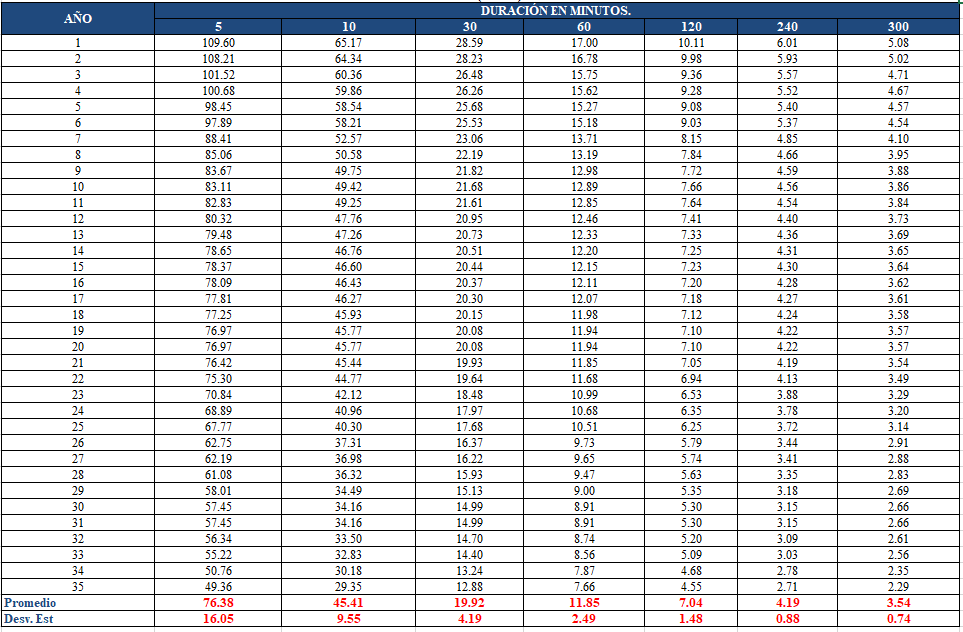 AÑO DURACIÓN EN MINUTOS.
5 10 30 60 120 240 300
1 109.60 65.17 28.59 17.00 10.11 6.01 5.08
2 108.21 64.34 28.23 16.78 9.98 5.93 5.02
3 101.52 60.36 26.48 15.75 9.36 5.57 4.71
4 100.68 59.86 26.26 15.62 9.28 5.52 4.67
5 98.45 58.54 25.68 15.27 9.08 5.40 4.57
6 97.89 58.21 25.53 15.18 9.03 5.37 4.54
7 88.41 52.57 23.06 13.71 8.15 4.85 4.10
8 85.06 50.58 22.19 13.19 7.84 4.66 3.95
9 83.67 49.75 21.82 12.98 7.72 4.59 3.88
10 83.11 49.42 21.68 12.89 7.66 4.56 3.86
11 82.83 49.25 21.61 12.85 7.64 4.54 3.84
12 80.32 47.76 20.95 12.46 7.41 4.40 3.73
13 79.48 47.26 20.73 12.33 7.33 4.36 3.69
14 78.65 46.76 20.51 12.20 7.25 4.31 3.65
15 78.37 46.60 20.44 12.15 7.23 4.30 3.64
16 78.09 46.43 20.37 12.11 7.20 4.28 3.62
17 77.81 46.27 20.30 12.07 7.18 4.27 3.61
18 77.25 45.93 20.15 11.98 7.12 4.24 3.58
19 76.97 45.77 20.08 11.94 7.10 4.22 3.57
20 76.97 45.77 20.08 11.94 7.10 4.22 3.57
21 76.42 45.44 19.93 11.85 7.05 4.19 3.54
22 75.30 44.77 19.64 11.68 6.94 4.13 3.49
23 70.84 42.12 18.48 10.99 6.53 3.88 3.29
24 68.89 40.96 17.97 10.68 6.35 3.78 3.20
25 67.77 40.30 17.68 10.51 6.25 3.72 3.14
26 62.75 37.31 16.37 9.73 5.79 3.44 2.91
27 62.19 36.98 16.22 9.65 5.74 3.41 2.88
28 61.08 36.32 15.93 9.47 5.63 3.35 2.83
29 58.01 34.49 15.13 9.00 5.35 3.18 2.69
30 57.45 34.16 14.99 8.91 5.30 3.15 2.66
31 57.45 34.16 14.99 8.91 5.30 3.15 2.66
32 56.34 33.50 14.70 8.74 5.20 3.09 2.61
33 55.22 32.83 14.40 8.56 5.09 3.03 2.56
34 50.76 30.18 13.24 7.87 4.68 2.78 2.35
35 49.36 29.35 12.88 7.66 4.55 2.71 2.29
Promedio 76.38 45.41 19.92 11.85 7.04 4.19 3.54
Desv. Est 16.05 9.55 4.19 2.49 1.48 0.88 0.74